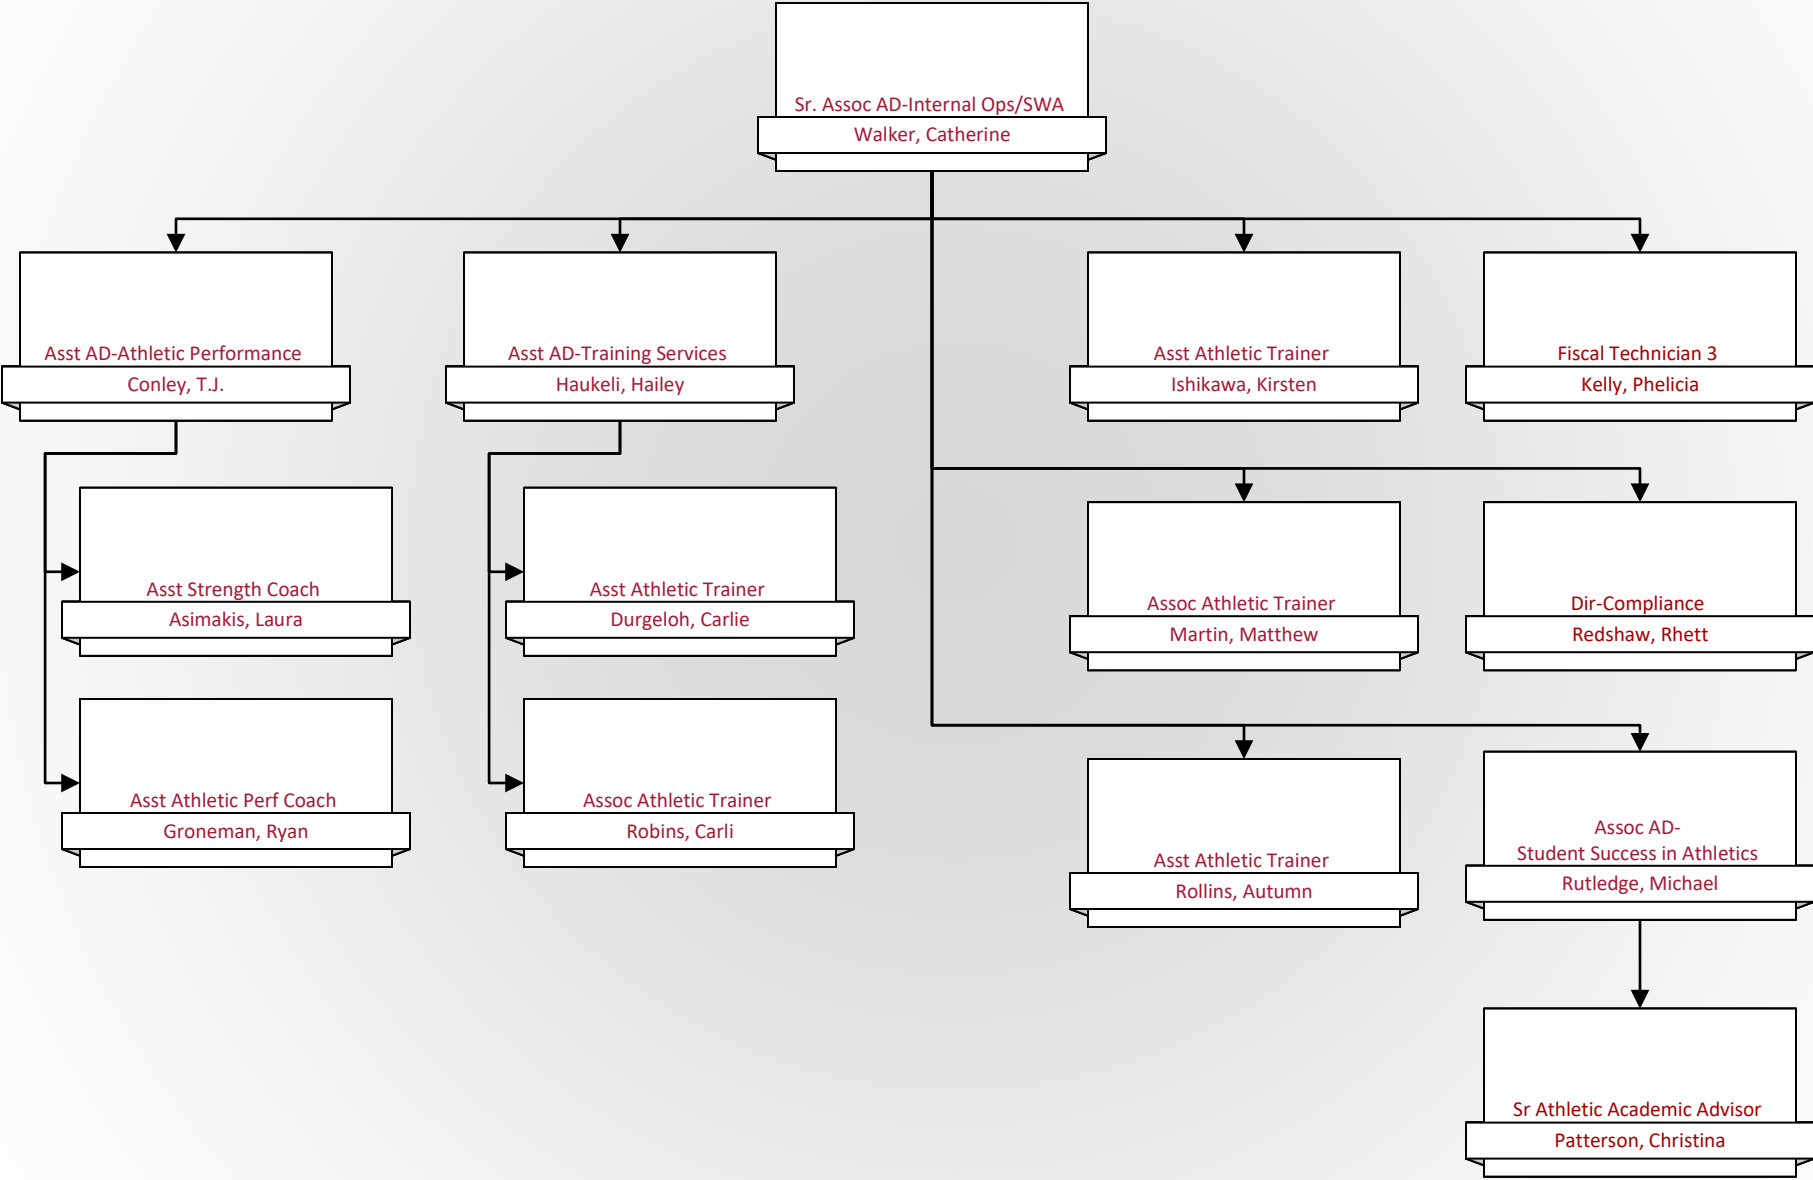 Sr. Assoc AD-Internal Ops/SWA
Walker, Catherine
Asst AD-Athletic Performance
Conley, T.J.
Asst AD-Training Services
Haukeli, Hailey
Asst Athletic Trainer
Ishikawa, Kirsten
Fiscal Technician 3
Kelly, Phelicia
Asst Strength Coach
Asimakis, Laura
Asst Athletic Trainer
Durgeloh, Carlie
Assoc Athletic Trainer
Martin, Matthew
Dir-Compliance
Redshaw, Rhett
Asst Athletic Perf Coach
Groneman, Ryan
Assoc Athletic Trainer
Robins, Carli
Asst Athletic Trainer
Rollins, Autumn
Assoc AD-
Student Success in Athletics
Rutledge, Michael
Sr Athletic Academic Advisor
Patterson, Christina